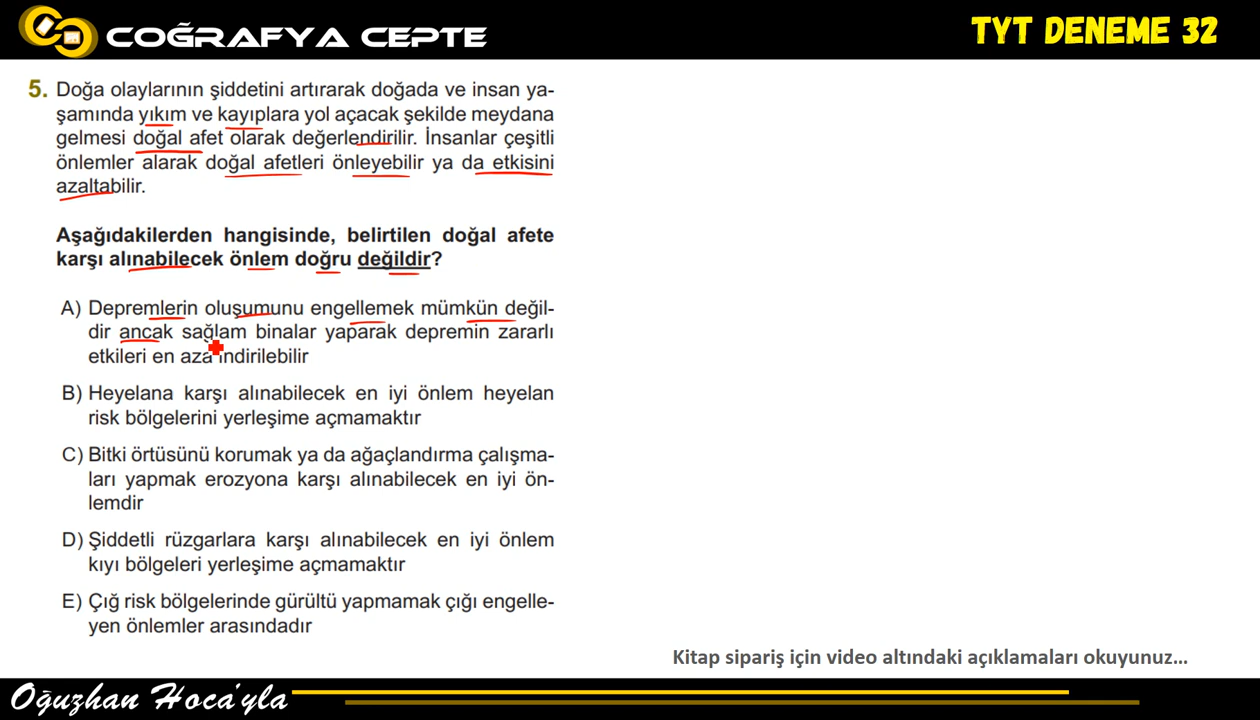 COĞRAFYA CEPTE
TYT DENEME 32
5. Doğa olaylarının şiddetini artırarak doğada ve insan ya-
şamında yıkım ve kayıplara yol açacak şekilde meydana
gelmesi doğal afet olarak değerlendirilir. İnsanlar çeşitli
önlemler alarak doğal afetleri önleyebilir ya da etkisini
azaltabilir.
Aşağıdakilerden hangisinde, belirtilen doğal afete
karşı alınabilecek önlem doğru değildir?
A) Depremlerin oluşumunu engellemek mümkün değil-
dir ancak sağlam binalar yaparak depremin zararlı
etkileri en aza indirilebilir
B) Heyelana karşı alınabilecek en iyi önlem heyelan
risk bölgelerini yerleşime açmamaktır
C) Bitki örtüsünü korumak ya da ağaçlandırma çalışma-
ları yapmak erozyona karşı alınabilecek en iyi ön-
lemdir
D) Şiddetli rüzgarlara karşı alınabilecek en iyi önlem
kıyı bölgeleri yerleşime açmamaktır
E) Çığ risk bölgelerinde gürültü yapmamak çığı engelle-
yen önlemler arasındadır
Kitap sipariş için video altındaki açıklamaları okuyunuz...
Oğuzhan Hoca'yla